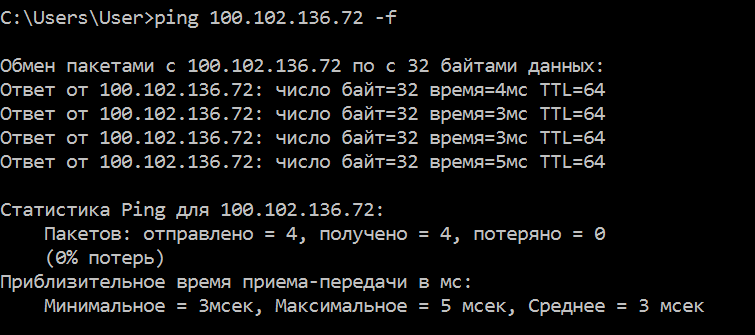 C:\Users\User>ping 100.102.136.72 -f
Обмен пакетами с 100.102.136.72 по с 32 байтами данных:
Ответ от 100.102.136.72: число байт=32 время=4мс TTL=64
Ответ от 100.102.136.72: число байт=32 время=3мс TTL=64
Ответ от 100.102.136.72: число байт=32 время=3мс TTL=64
Ответ от 100.102.136.72: число байт=32 время=5мс TTL=64
Статистика Ping для 100.102.136.72:
Пакетов: отправлено = 4, получено = 4, потеряно = 0
(0% потерь)
Приблизительное время приема-передачи в мс:
Минимальное = 3мсек, Максимальное = 5 мсек, Среднее = 3 мсек